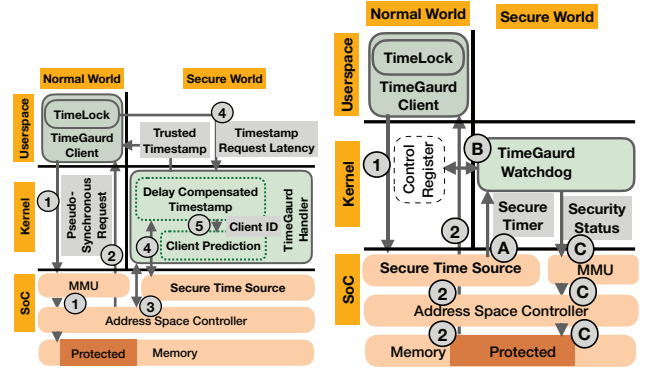 Normal World
Secure World
Userspace
TimeLock
TimeGaurd
Client
4
Trusted
Timestamp
Timestamp
Request Latency
Kernel
1
Pseudo-
Synchronous
Request
2
Delay Compensated
Timestamp
5
Client ID
4
Client Prediction
TimeGaurd
Handler
SoC
MMU
Secure Time Source
1
3
Address Space Controller
Protected
Memory
Normal World
Secure World
Userspace
TimeLock
TimeGaurd
Client
Kernel
1
Control
Register
B
TimeGaurd
Watchdog
2
Secure
Timer
Security
Status
A
C
SoC
Secure Time Source
MMU
2
C
Address Space Controller
2
C
Memory
Protected